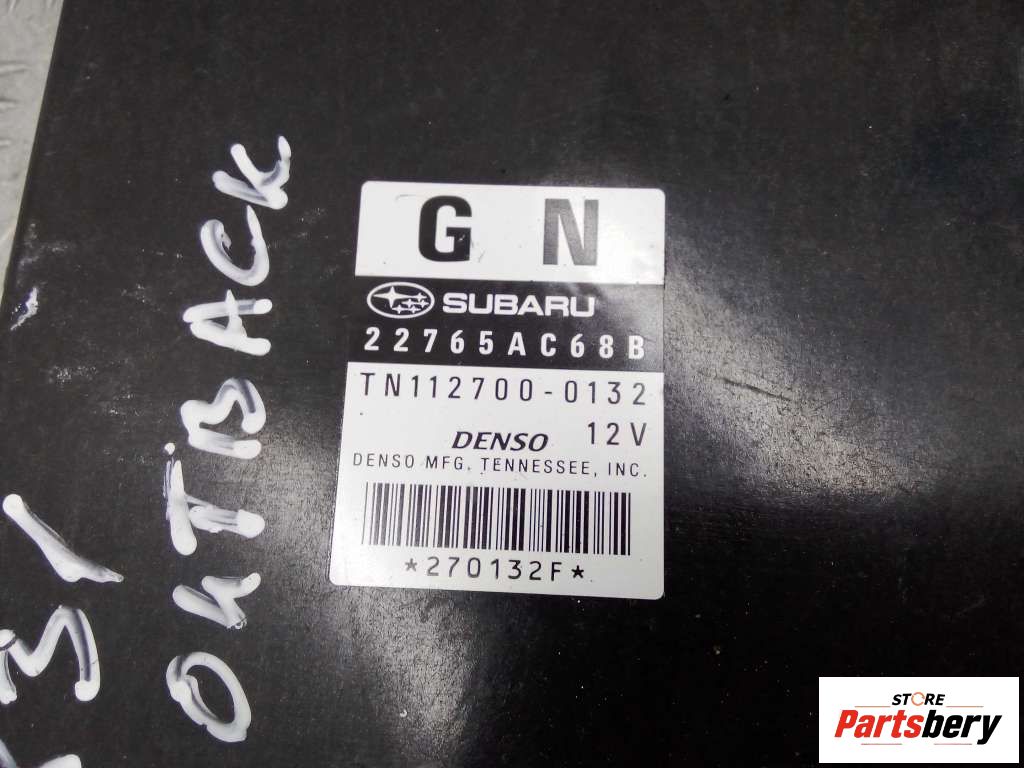 G N
SUBARU
22765AC68B
TN112700-0132
DENSO 12V
DENSO MFG. TENNESSEE, INC.
*270132F*
OUTBACK
STORE
Partsbery